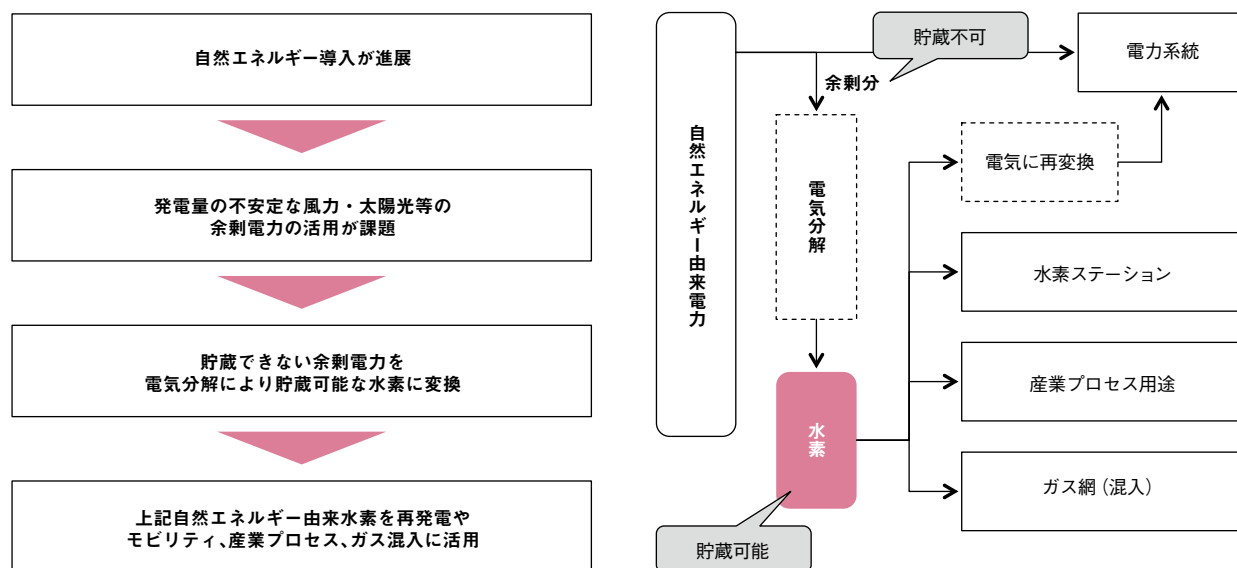 自然エネルギー導入が進展
発電量の不安定な風力・太陽光等の
余剰電力の活用が課題
貯蔵できない余剰電力を
電気分解により貯蔵可能な水素に変換
上記自然エネルギー由来水素を再発電や
モビリティ、産業プロセス、ガス混入に活用
自然エネルギー由来電力
貯蔵不可
余剰分
電力系統
電気分解
電気に再変換
水素ステーション
産業プロセス用途
水素
ガス網（混入）
貯蔵可能